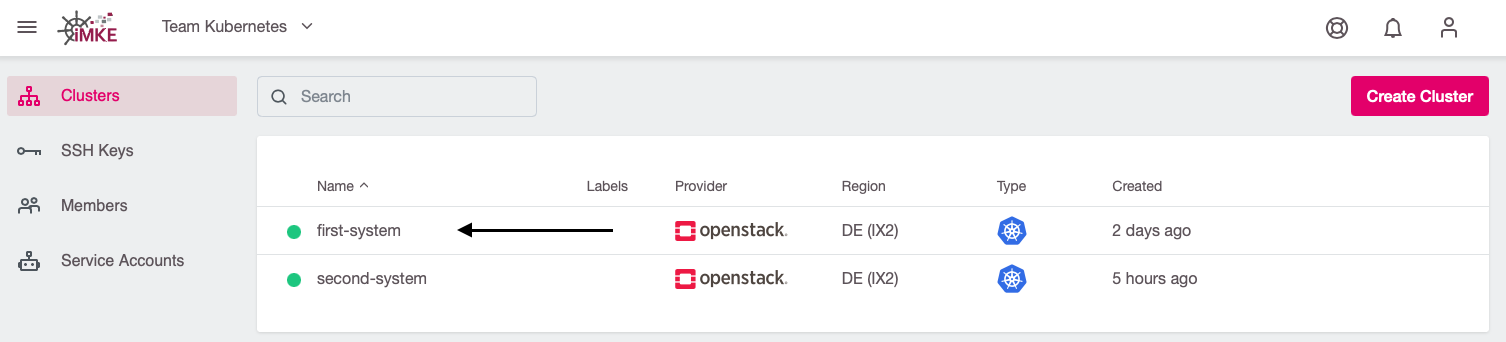 iMKE
Team Kubernetes
Clusters
Search
Create Cluster
SSH Keys
Members
Service Accounts
Name Labels Provider Region Type Created
first-system openstack. DE (IX2) 2 days ago
second-system openstack. DE (IX2) 5 hours ago